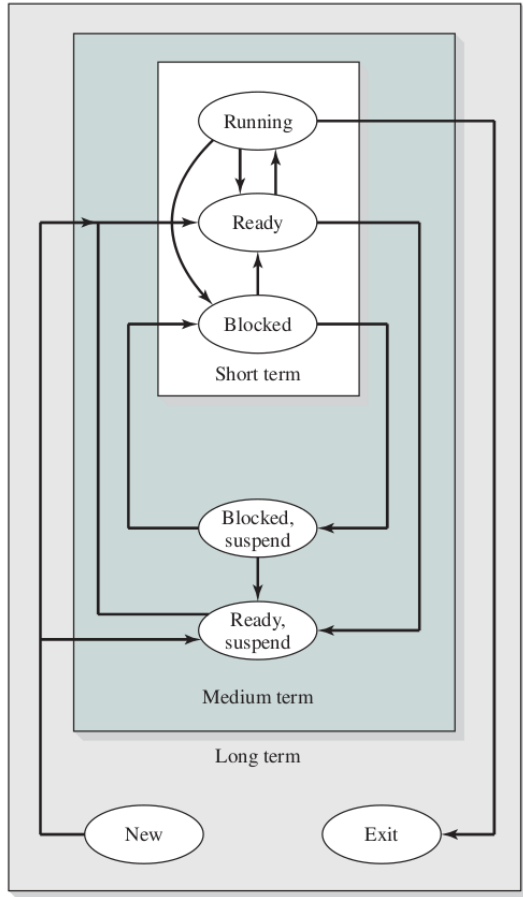 Running
Ready
Blocked
Short term
Blocked,
suspend
Ready,
suspend
Medium term
Long term
New
Exit